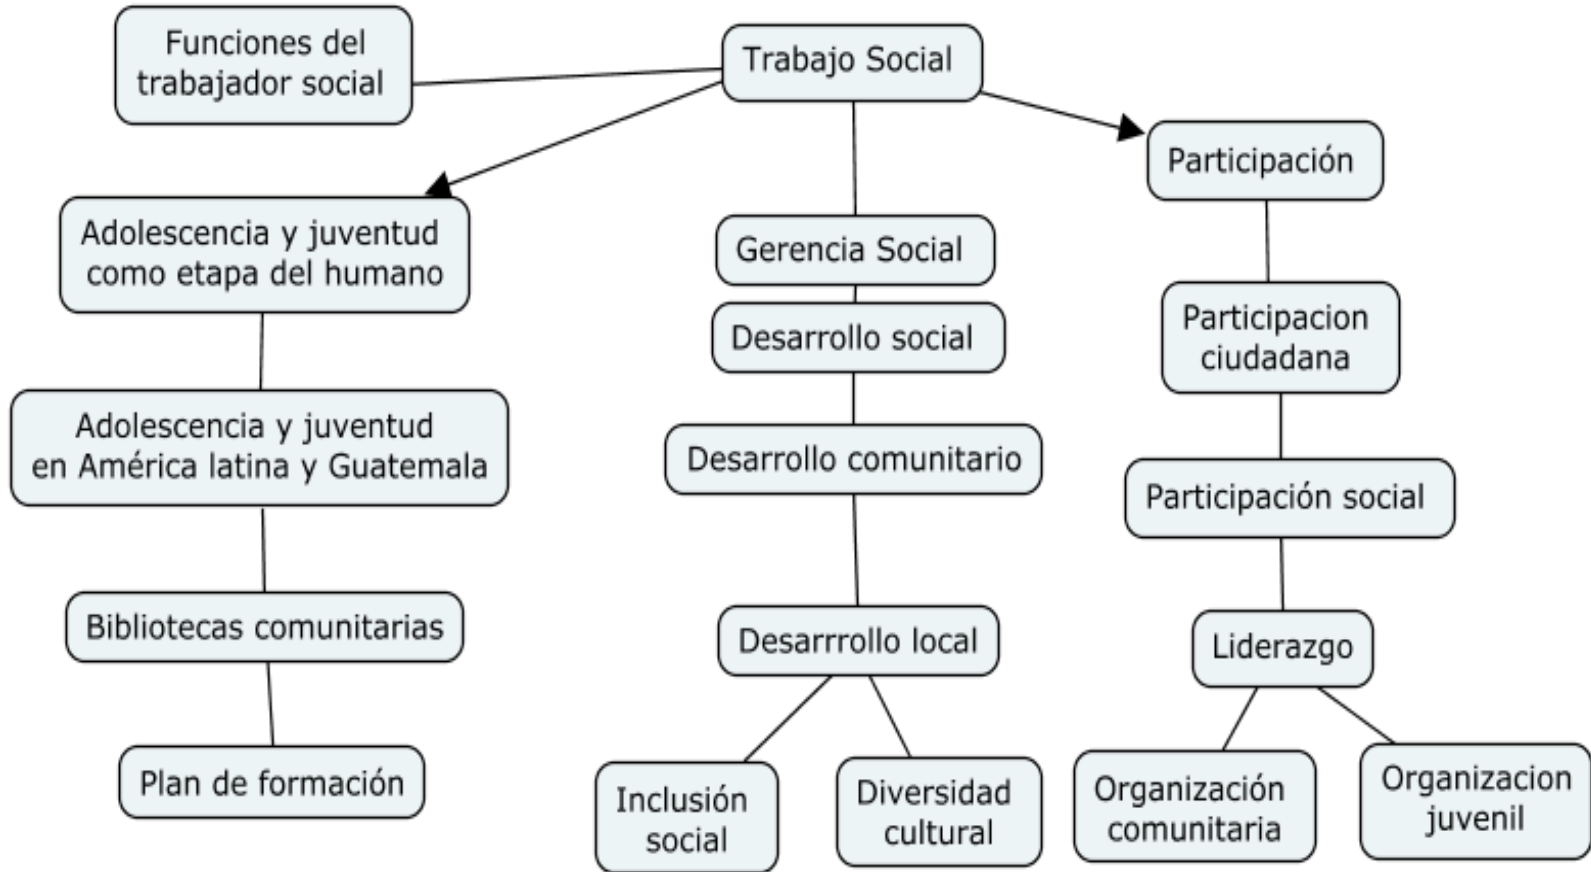 Funciones del
trabajador social
Trabajo Social
Participación
Adolescencia y juventud
como etapa del humano
Gerencia Social
Desarrollo social
Participacion
ciudadana
Adolescencia y juventud
en América latina y Guatemala
Desarrollo comunitario
Participación social
Bibliotecas comunitarias
Desarrrollo local
Liderazgo
Plan de formación
Inclusión
social
Diversidad
cultural
Organización
comunitaria
Organizacion
juvenil